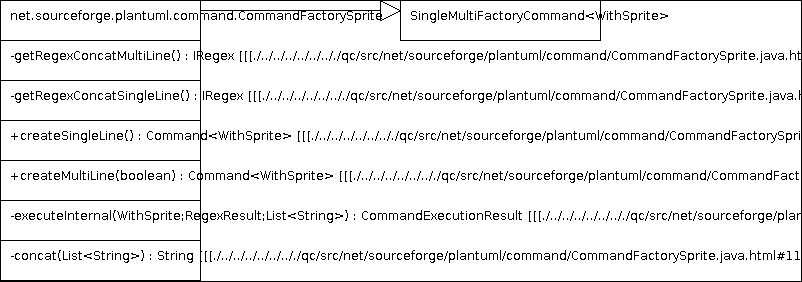 net.sourceforge.plantuml.command.CommandFactorySprite
SingleMultiFactoryCommand<WithSprite>
-getRegexConcatMultiLine() : IRegex [[[./../../../../../../../qc/src/net/sourceforge/plantuml/command/CommandFactorySprite.java.ht
-getRegexConcatSingleLine() : IRegex [[[./../../../../../../../qc/src/net/sourceforge/plantuml/command/CommandFactorySprite.java.h
+createSingleLine() : Command<WithSprite> [[[./../../../../../../../qc/src/net/sourceforge/plantuml/command/CommandFactorySpri
+createMultiLine(boolean) : Command<WithSprite> [[[./../../../../../../../qc/src/net/sourceforge/plantuml/command/CommandFact
-executeInternal(WithSprite;RegexResult;List<String>) : CommandExecutionResult [[[./../../../../../../../qc/src/net/sourceforge/plan
-concat(List<String>) : String [[[./../../../../../../../qc/src/net/sourceforge/plantuml/command/CommandFactorySprite.java.html#11